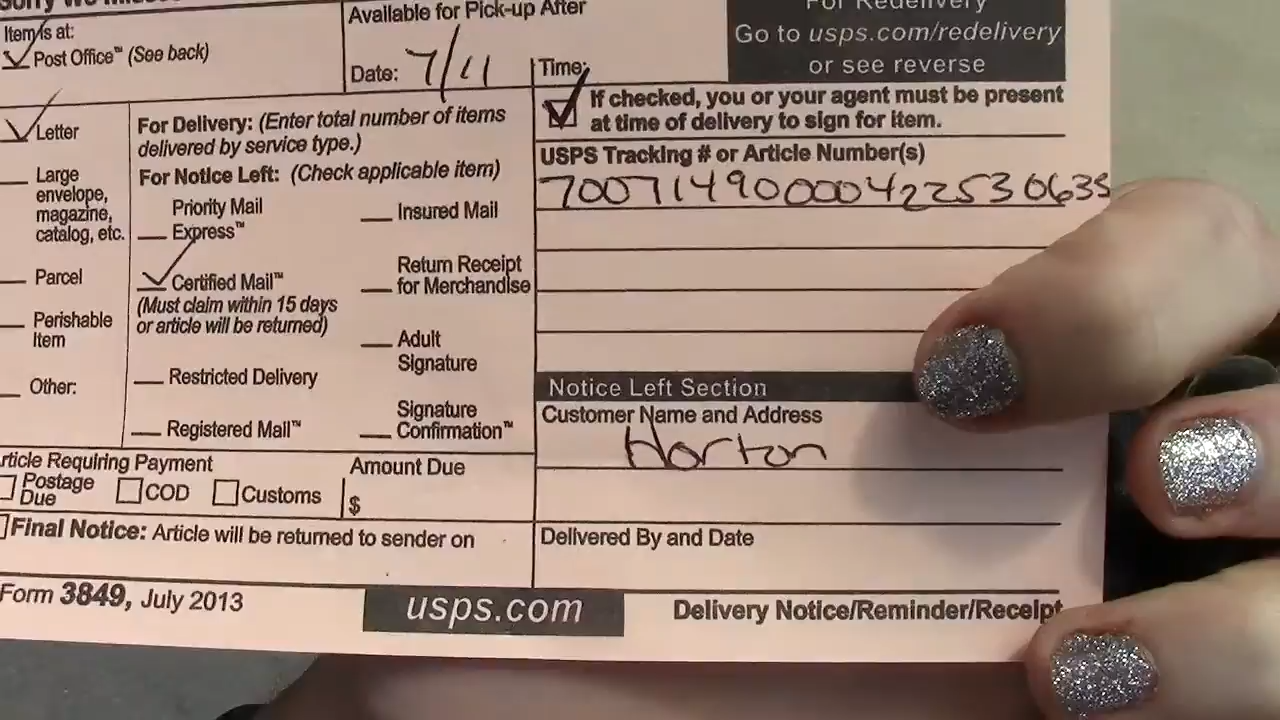 Sorry we missed
Item is at:
Post Office™ (See back)
Available for Pick-up After
Date: 7/11
Time:
For Redelivery
Go to usps.com/redelivery
or see reverse
If checked, you or your agent must be present
at time of delivery to sign for item.
Letter
Large
envelope,
magazine,
catalog, etc.
Parcel
Perishable
Item
Other:
For Delivery: (Enter total number of items
delivered by service type.)
For Notice Left: (Check applicable item)
Priority Mail
Express™
Certified Mail™
(Must claim within 15 days
or article will be returned)
Restricted Delivery
Registered Mail™
Insured Mail
Return Receipt
for Merchandise
Adult
Signature
Signature
Confirmation™
USPS Tracking # or Article Number(s)
70071490000422530635
Notice Left Section
Customer Name and Address
Horton
Article Requiring Payment
Postage
Due
COD
Customs
Amount Due
$
Final Notice: Article will be returned to sender on
Delivered By and Date
Form 3849, July 2013
usps.com
Delivery Notice/Reminder/Receipt